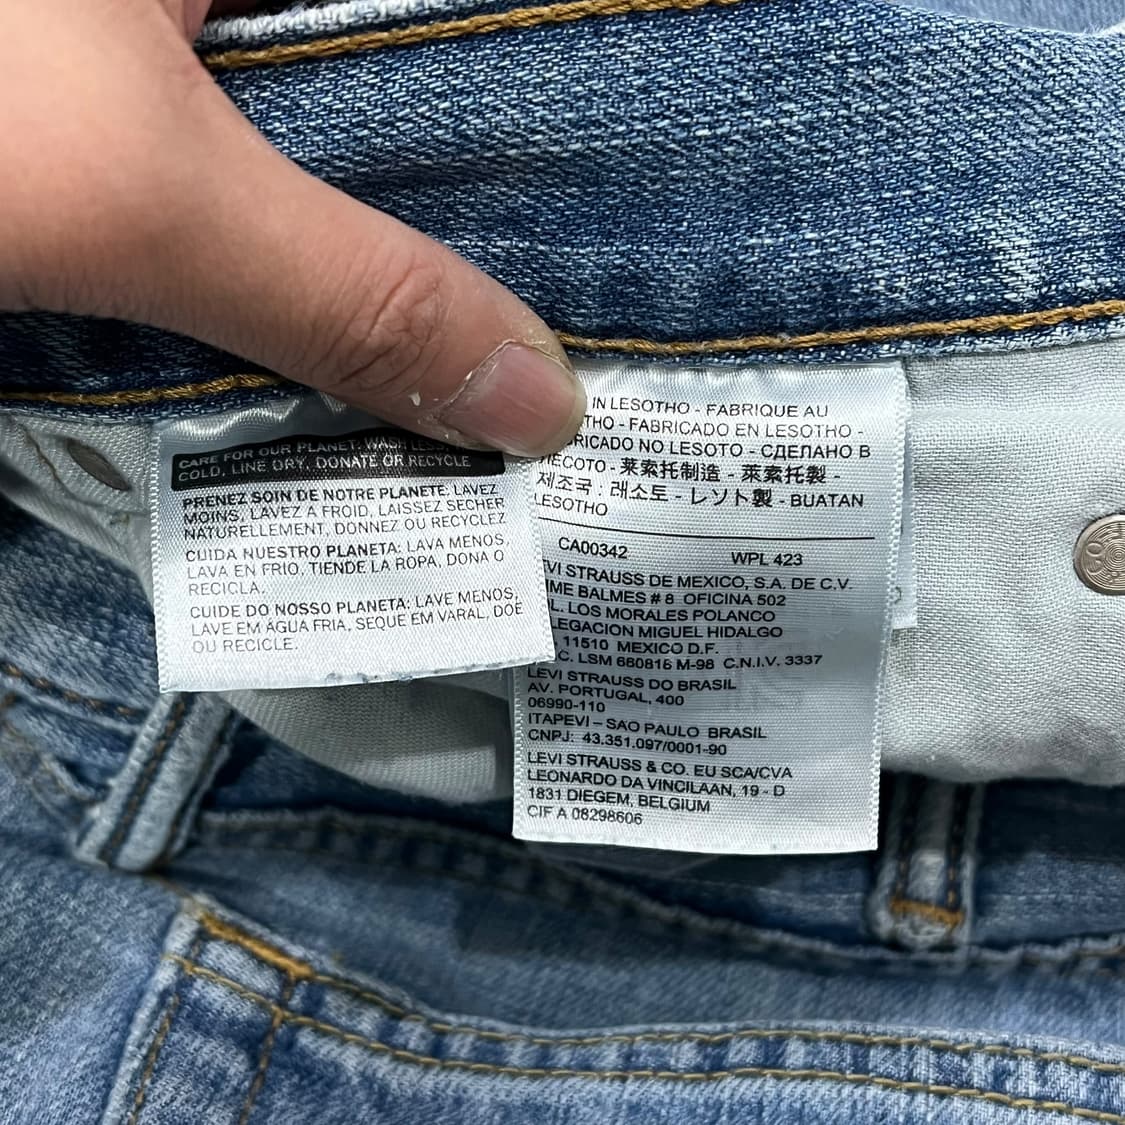 CARE FOR OUR PLANET: WASH LESS
COLD, LINE DRY, DONATE OR RECYCLE
PRENEZ SOIN DE NOTRE PLANETE: LAVEZ
MOINS, LAVEZ A FROID, LAISSEZ SECHER
NATURELLEMENT, DONNEZ OU RECYCLEZ
CUIDA NUESTRO PLANETA: LAVA MENOS,
LAVA EN FRIO, TIENDE LA ROPA, DONA O
RECICLA.
CUIDE DO NOSSO PLANETA: LAVE MENOS,
LAVE EM ÁGUA FRIA, SEQUE EM VARAL, DOE
OU RECICLE.
IN LESOTHO - FABRIQUE AU
THO - FABRICADO EN LESOTHO -
BRICADO NO LESOTO - СДЕЛАНО В
ЛЕСОТО - 莱索托制造 - 萊索托製 -
제조국 : 레소토 - レソト製 - BUATAN
LESOTHO
CA00342 WPL 423
VI STRAUSS DE MEXICO, S.A. DE C.V.
IME BALMES # 8 OFICINA 502
L. LOS MORALES POLANCO
LEGACION MIGUEL HIDALGO
11510 MEXICO D.F.
C. LSM 660816 M-98 C.N.I.V. 3337
LEVI STRAUSS DO BRASIL
AV. PORTUGAL, 400
06990-110
ITAPEVI – SAO PAULO BRASIL
CNPJ: 43.351.097/0001-90
LEVI STRAUSS & CO. EU SCA/CVA
LEONARDO DA VINCILAAN, 19 - D
1831 DIEGEM, BELGIUM
CIF A 08298606